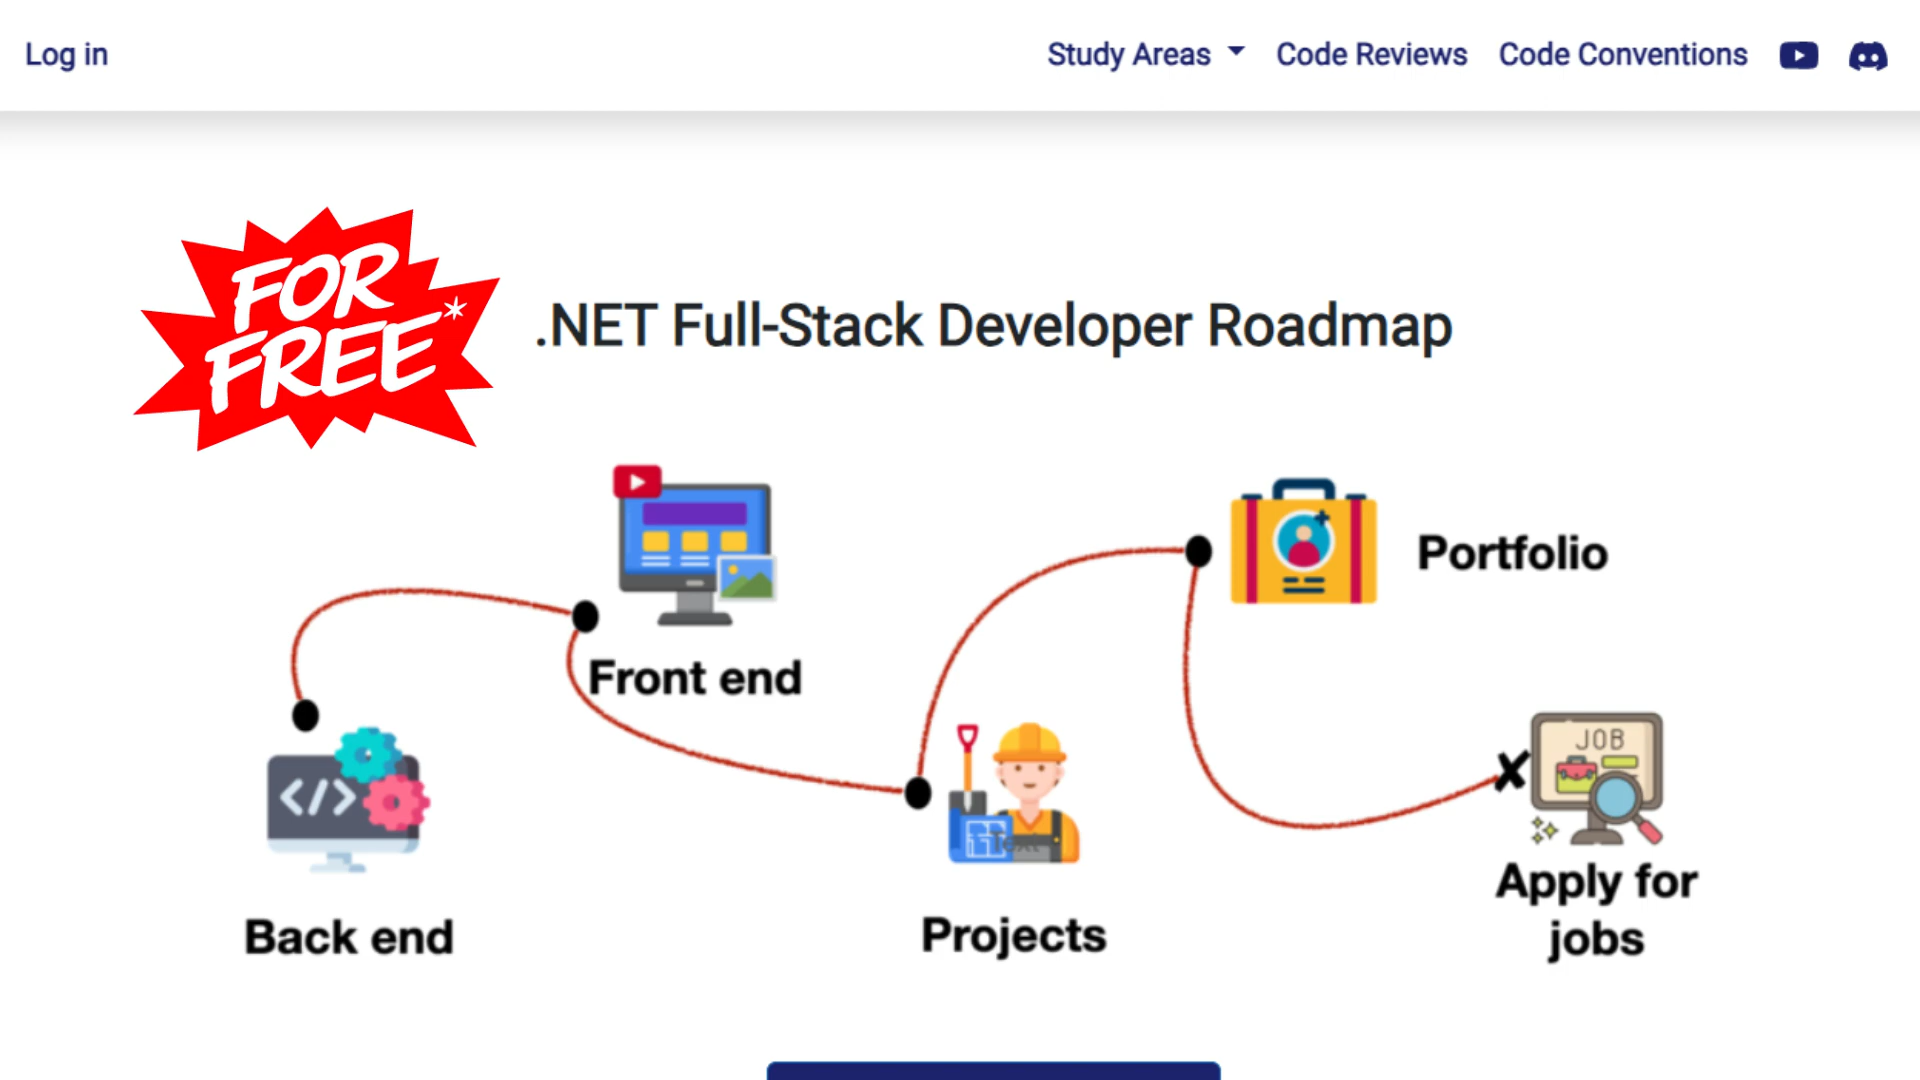 Log in
Study Areas
Code Reviews
Code Conventions
FOR
FREE*
.NET Full-Stack Developer Roadmap
Portfolio
Front end
JOB
</>
Text
Apply for
jobs
Back end
Projects